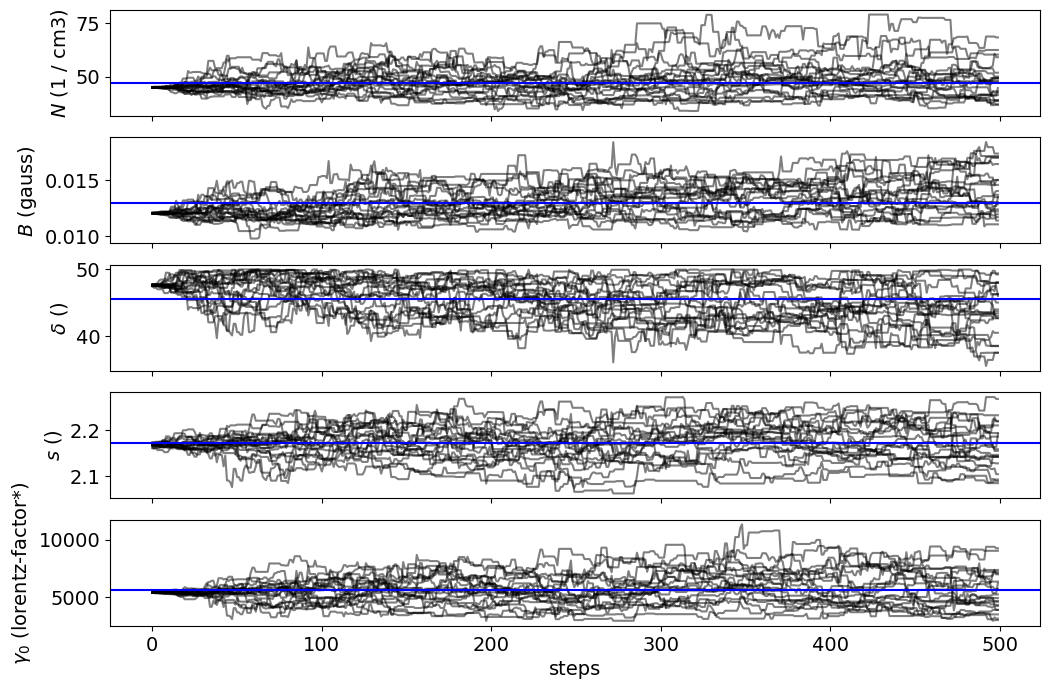 N (1 / cm3)
75
50
B (gauss)
0.015
0.010
δ ()
50
40
s ()
2.2
2.1
γ₀ (lorentz-factor*)
10000
5000
0 100 200 300 400 500
steps